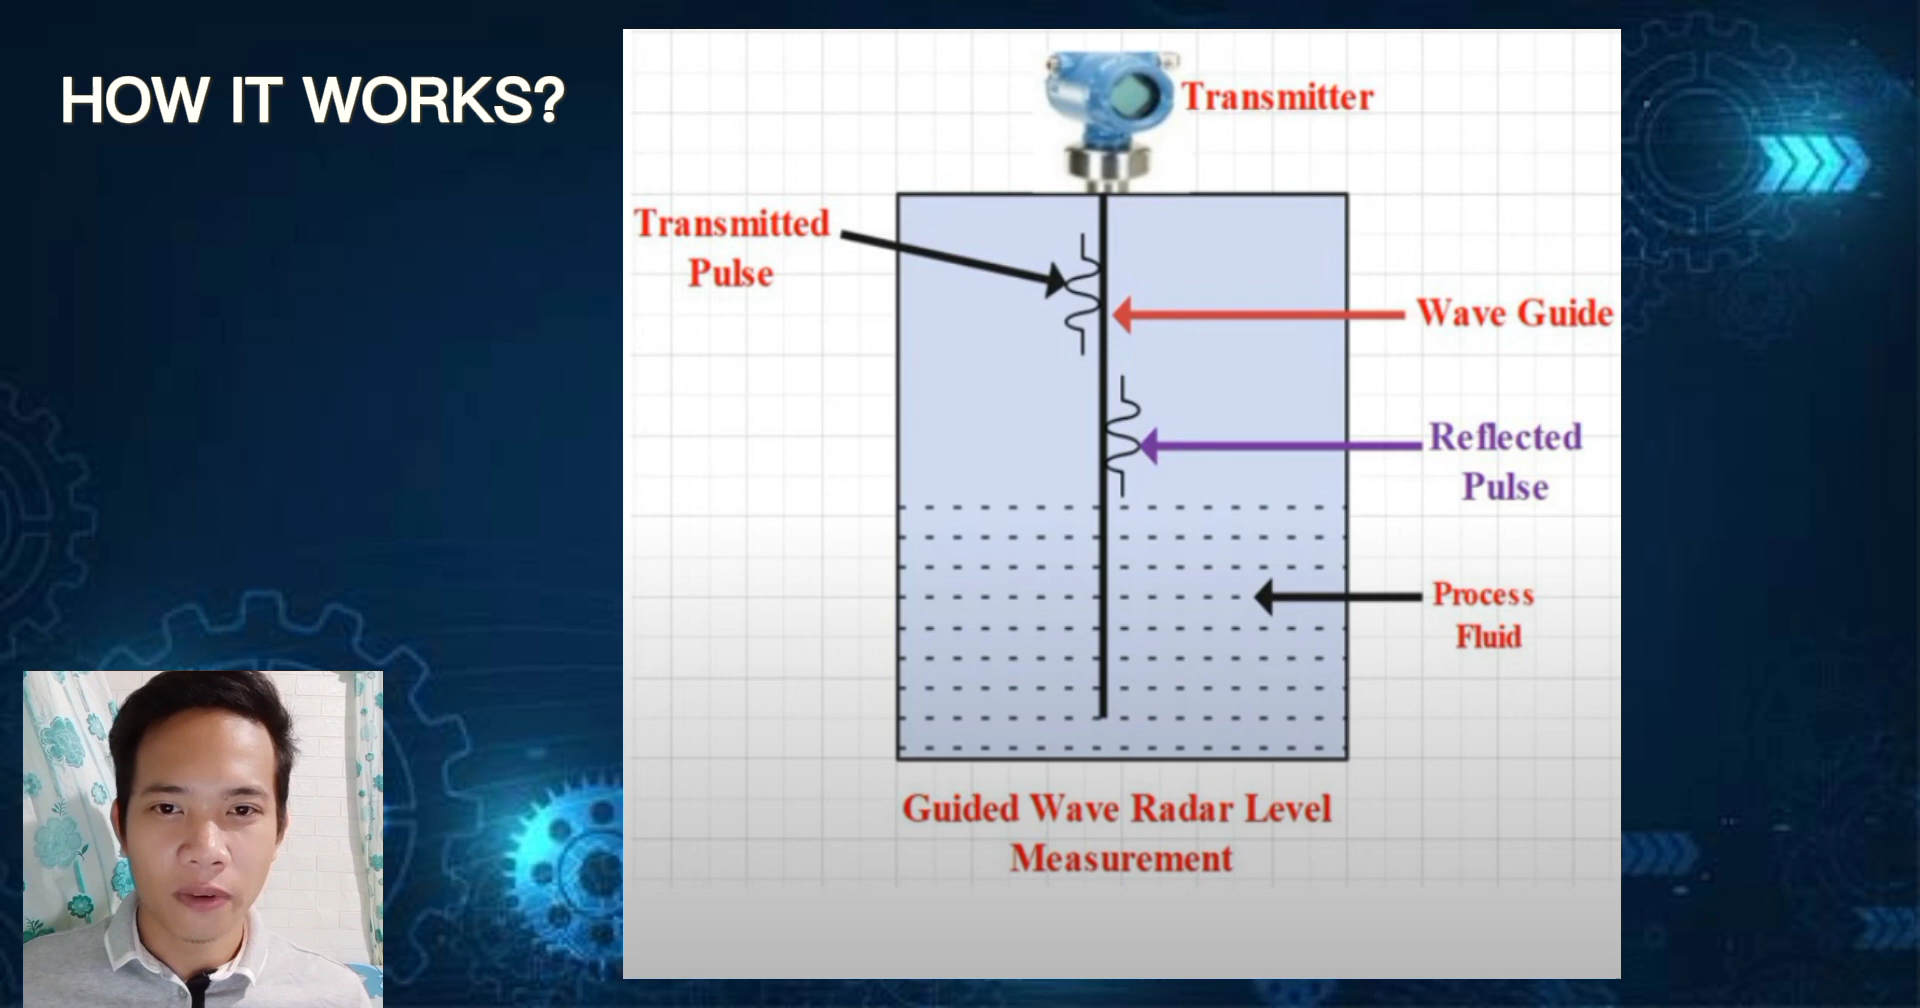 HOW IT WORKS?
Transmitter
Transmitted
Pulse
Wave Guide
Reflected
Pulse
Process
Fluid
Guided Wave Radar Level
Measurement